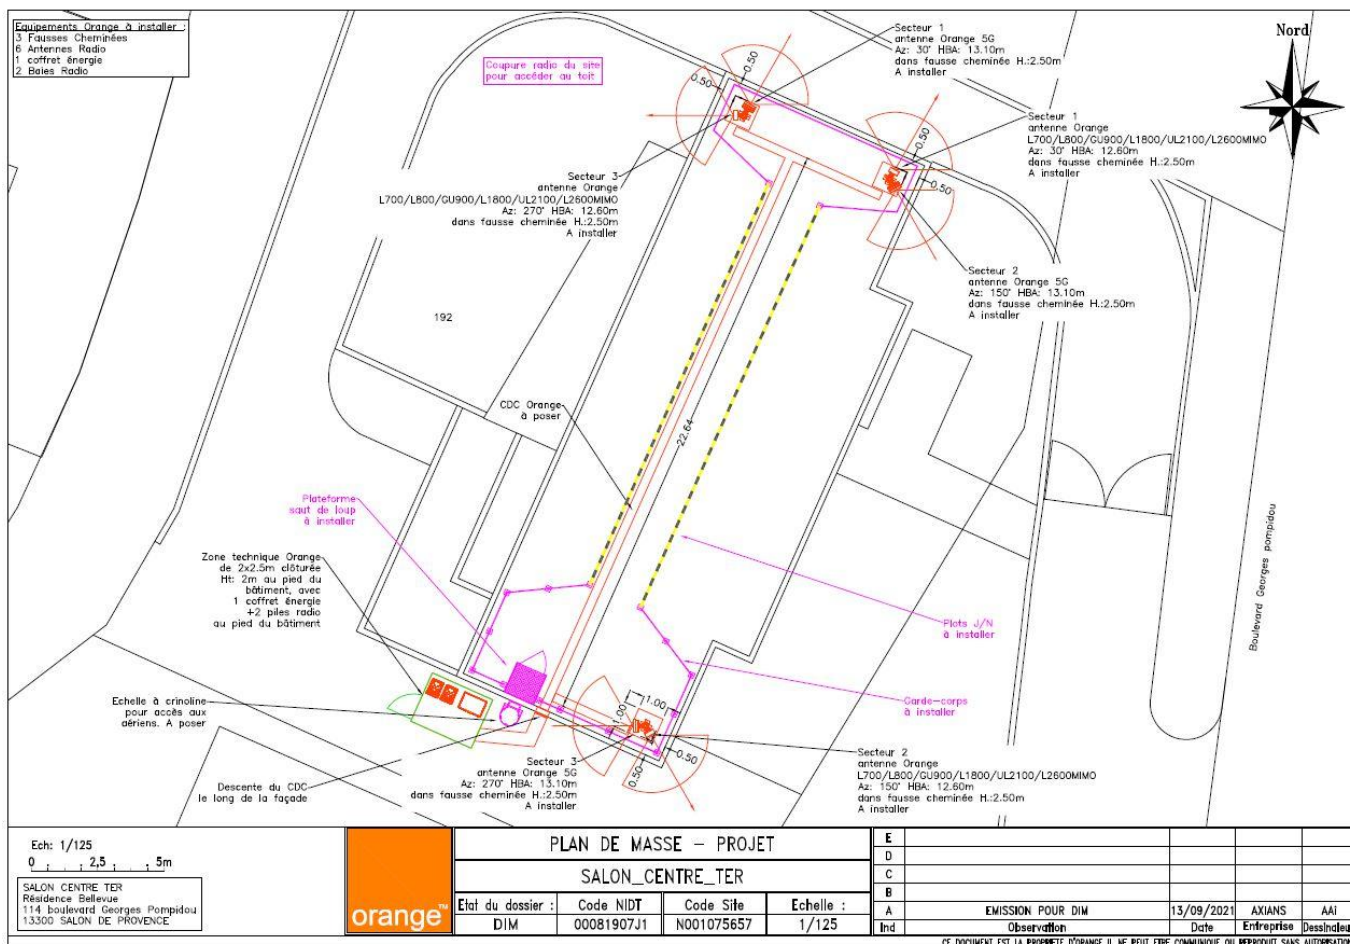 Equipements Orange à installer :
3 Fausses Cheminées
6 Antennes Radio
1 coffret énergie
2 Baies Radio
Coupure radio du site
pour accéder au toit
Secteur 1
antenne Orange 5G
Az: 30° HBA: 13.10m
dans fausse cheminée H.:2.50m
A installer
Nord
Secteur 1
antenne Orange
L700/L800/GU900/L1800/UL2100/L2600MIMO
Az: 30° HBA: 12.60m
dans fausse cheminée H.:2.50m
A installer
0.50
0.50
0.50
0.50
Secteur 3
antenne Orange
L700/L800/GU900/L1800/UL2100/L2600MIMO
Az: 270° HBA: 12.60m
dans fausse cheminée H.:2.50m
A installer
Secteur 2
antenne Orange 5G
Az: 150° HBA: 13.10m
dans fausse cheminée H.:2.50m
A installer
192
CDC Orange
à poser
22.64
Plateforme
saut de loup
à installer
Zone technique Orange
de 2x2.5m clôturée
Ht: 2m au pied du
bâtiment, avec
1 coffret énergie
+2 piles radio
au pied du bâtiment
Boulevard Georges pompidou
Plots J/N
à installer
Echelle à crinoline
pour accès aux
aériens. A poser
Garde-corps
à installer
1.00
1.00
0.50
0.50
Descente du CDC
le long de la façade
Secteur 3
antenne Orange 5G
Az: 270° HBA: 13.10m
dans fausse cheminée H.:2.50m
A installer
Secteur 2
antenne Orange
L700/L800/GU900/L1800/UL2100/L2600MIMO
Az: 150° HBA: 12.60m
dans fausse cheminée H.:2.50m
A installer
Ech: 1/125
0 2,5 5m
SALON CENTRE TER
Résidence Bellevue
114 boulevard Georges Pompidou
13300 SALON DE PROVENCE
orange™
PLAN DE MASSE - PROJET
SALON_CENTRE_TER
Etat du dossier : Code NIDT Code Site Echelle :
DIM 00081907J1 N001075657 1/125
E
D
C
B
A EMISSION POUR DIM 13/09/2021 AXIANS AAi
Ind Observation Date Entreprise Dessinateur
CE DOCUMENT EST LA PROPRIETE D'ORANGE IL NE PEUT ETRE COMMUNIQUE OU REPRODUIT SANS AUTORISATION